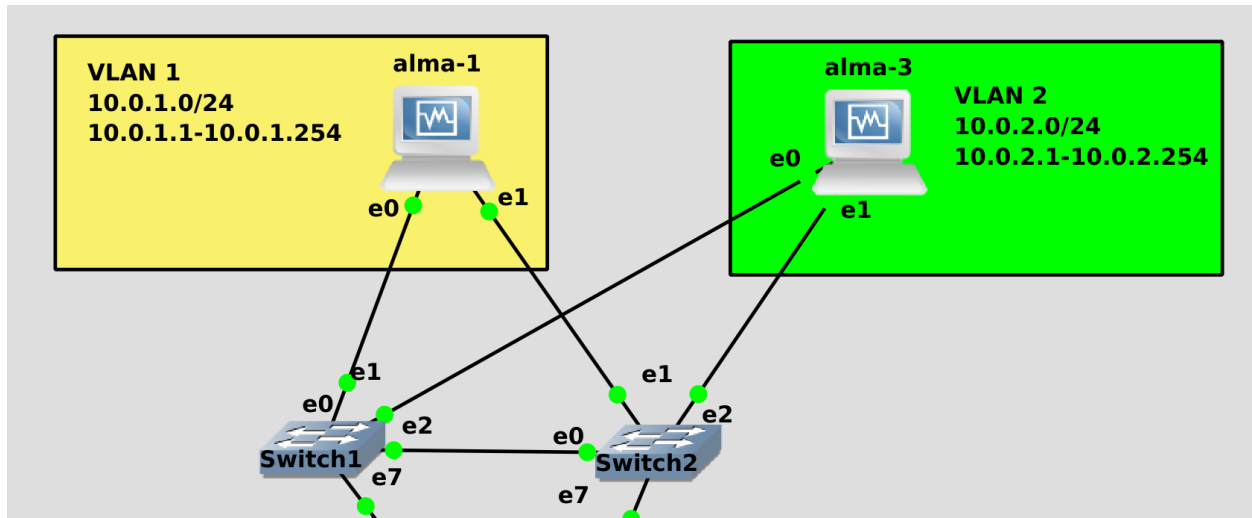 VLAN 1
10.0.1.0/24
10.0.1.1-10.0.1.254
alma-1
e0
e1
alma-3
VLAN 2
10.0.2.0/24
10.0.2.1-10.0.2.254
e0
e1
e1
e0
e2
Switch1
e7
e1
e2
e0
Switch2
e7